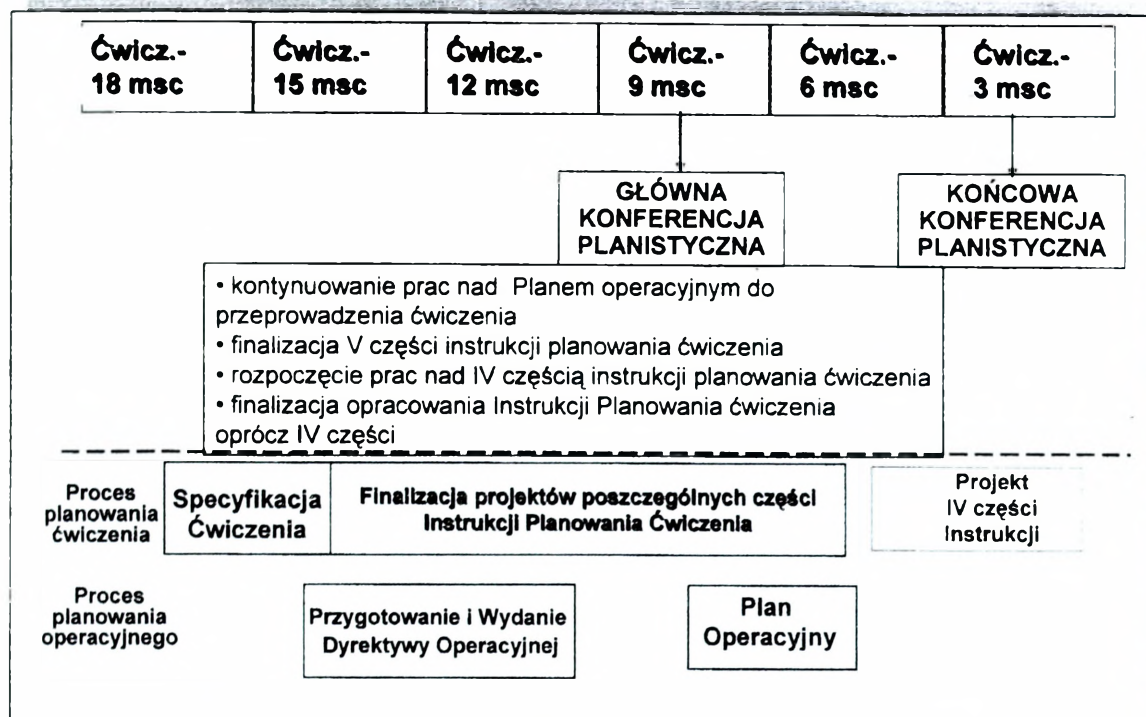 Ćwicz.-
18 msc
Ćwicz.-
15 msc
Ćwicz.-
12 msc
Ćwicz.-
9 msc
Ćwicz.-
6 msc
Ćwicz.-
3 msc
GŁÓWNA
KONFERENCJA
PLANISTYCZNA
KOŃCOWA
KONFERENCJA
PLANISTYCZNA
• kontynuowanie prac nad Planem operacyjnym do
przeprowadzenia ćwiczenia
• finalizacja V części instrukcji planowania ćwiczenia
• rozpoczęcie prac nad IV częścią instrukcji planowania ćwiczenia
• finalizacja opracowania Instrukcji Planowania ćwiczenia
oprócz IV części
Proces
planowania
ćwiczenia
Specyfikacja
Ćwiczenia
Finalizacja projektów poszczególnych części
Instrukcji Planowania Ćwiczenia
Projekt
IV części
Instrukcji
Proces
planowania
operacyjnego
Przygotowanie i Wydanie
Dyrektywy Operacyjnej
Plan
Operacyjny